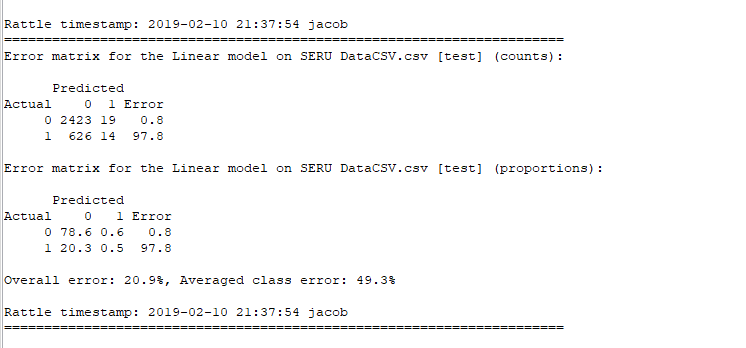 Rattle timestamp: 2019-02-10 21:37:54 jacob
======================================================================
Error matrix for the Linear model on SERU DataCSV.csv [test] (counts):
Predicted
Actual    0  1 Error
     0 2423 19   0.8
     1  626 14  97.8
Error matrix for the Linear model on SERU DataCSV.csv [test] (proportions):
Predicted
Actual    0   1 Error
     0 78.6 0.6   0.8
     1 20.3 0.5  97.8
Overall error: 20.9%, Averaged class error: 49.3%
Rattle timestamp: 2019-02-10 21:37:54 jacob
======================================================================